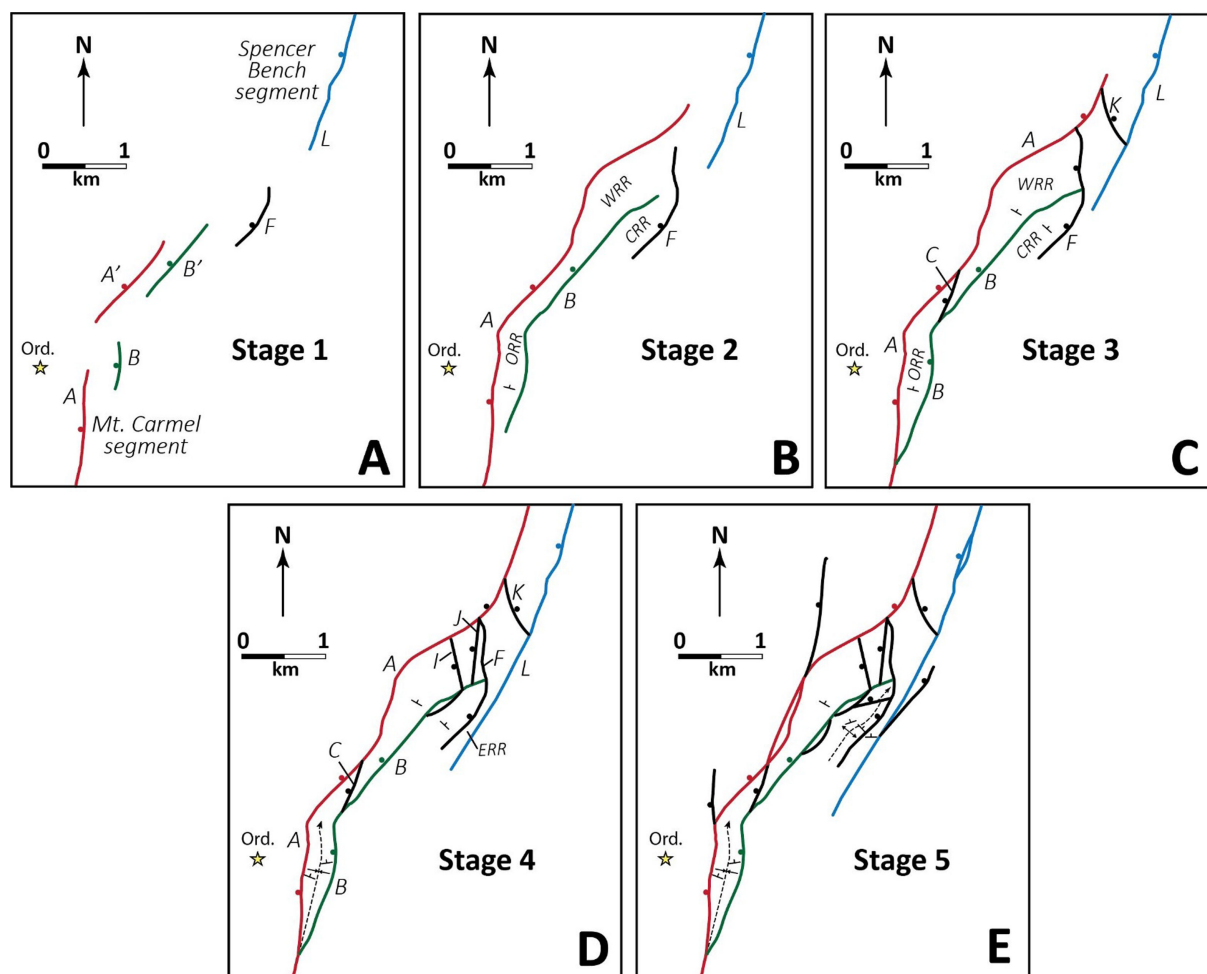 N
Spencer
Bench
segment
L
0 1
km
F
A’
B’
Ord.
Stage 1
B
A
Mt. Carmel
segment
A
N
L
0 1
km
WRR
CRR
F
B
A
Ord.
ORR
Stage 2
B
N
K
L
A
0 1
km
WRR
CRR
F
C
B
A
Ord.
ORR
Stage 3
B
C
N
K
J
0 1
km
A
I
F
L
ERR
C
B
A
Ord.
Stage 4
B
D
N
0 1
km
Ord.
Stage 5
E